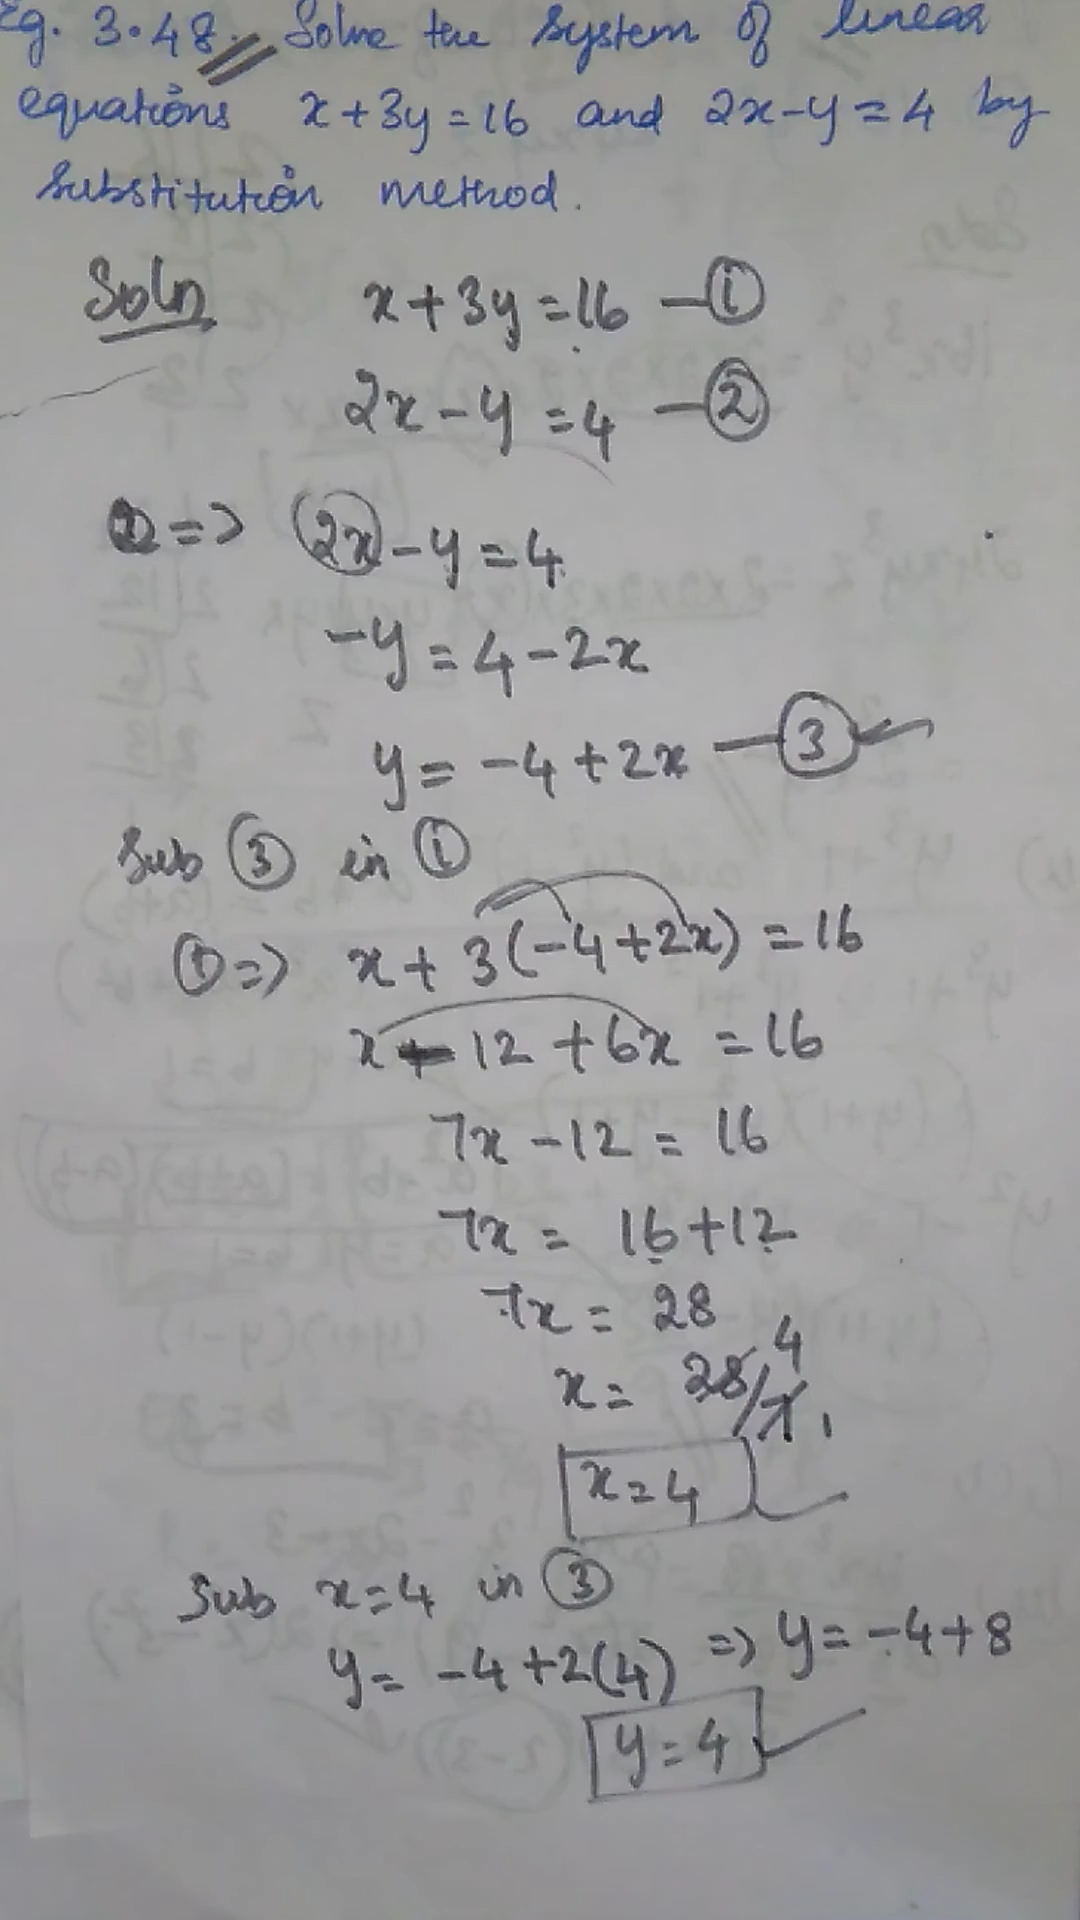 Eg. 3.48. Solve the system of linear
equations x+3y=16 and 2x-y=4 by
substitution method.
Soln x+3y=16 —①
2x-y=4 —②
2=> 2x-y=4
-y=4-2x
y=-4+2x —③
Sub ③ in ①
①=> x+3(-4+2x)=16
x-12+6x=16
7x-12=16
7x=16+12
7x=28
x=28/7 4 1
x=4
Sub x=4 in ③
y=-4+2(4) => y=-4+8
y=4